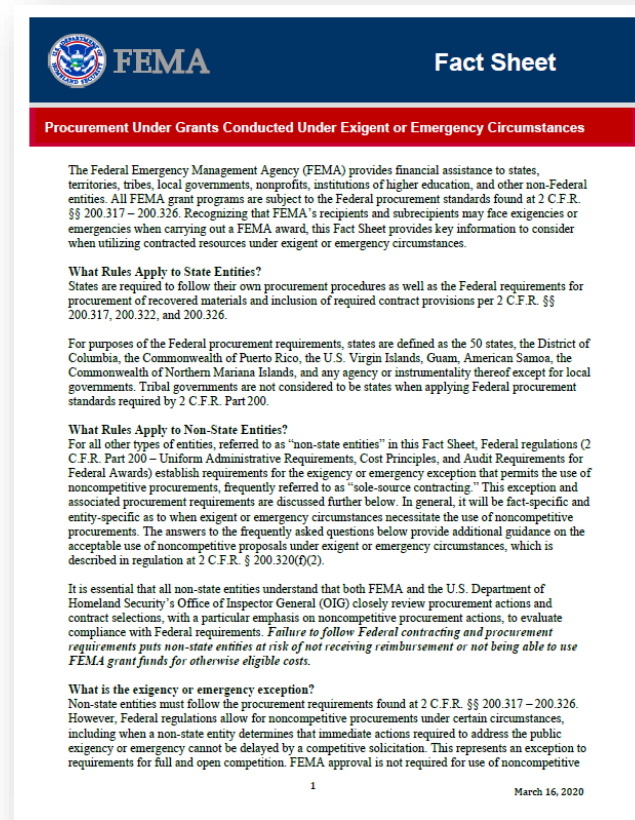 U.S. DEPARTMENT OF HOMELAND SECURITY
FEMA
Fact Sheet
Procurement Under Grants Conducted Under Exigent or Emergency Circumstances
The Federal Emergency Management Agency (FEMA) provides financial assistance to states,
territories, tribes, local governments, nonprofits, institutions of higher education, and other non-Federal
entities. All FEMA grant programs are subject to the Federal procurement standards found at 2 C.F.R.
§§ 200.317 – 200.326. Recognizing that FEMA's recipients and subrecipients may face exigencies or
emergencies when carrying out a FEMA award, this Fact Sheet provides key information to consider
when utilizing contracted resources under exigent or emergency circumstances.
What Rules Apply to State Entities?
States are required to follow their own procurement procedures as well as the Federal requirements for
procurement of recovered materials and inclusion of required contract provisions per 2 C.F.R. §§
200.317, 200.322, and 200.326.
For purposes of the Federal procurement requirements, states are defined as the 50 states, the District of
Columbia, the Commonwealth of Puerto Rico, the U.S. Virgin Islands, Guam, American Samoa, the
Commonwealth of Northern Mariana Islands, and any agency or instrumentality thereof except for local
governments. Tribal governments are not considered to be states when applying Federal procurement
standards required by 2 C.F.R. Part 200.
What Rules Apply to Non-State Entities?
For all other types of entities, referred to as “non-state entities” in this Fact Sheet, Federal regulations (2
C.F.R. Part 200 – Uniform Administrative Requirements, Cost Principles, and Audit Requirements for
Federal Awards) establish requirements for the exigency or emergency exception that permits the use of
noncompetitive procurements, frequently referred to as “sole-source contracting.” This exception and
associated procurement requirements are discussed further below. In general, it will be fact-specific and
entity-specific as to when exigent or emergency circumstances necessitate the use of noncompetitive
procurements. The answers to the frequently asked questions below provide additional guidance on the
acceptable use of noncompetitive proposals under exigent or emergency circumstances, which is
described in regulation at 2 C.F.R. § 200.320(f)(2).
It is essential that all non-state entities understand that both FEMA and the U.S. Department of
Homeland Security's Office of Inspector General (OIG) closely review procurement actions and
contract selections, with a particular emphasis on noncompetitive procurement actions, to evaluate
compliance with Federal requirements. Failure to follow Federal contracting and procurement
requirements puts non-state entities at risk of not receiving reimbursement or not being able to use
FEMA grant funds for otherwise eligible costs.
What is the exigency or emergency exception?
Non-state entities must follow the procurement requirements found at 2 C.F.R. §§ 200.317 – 200.326.
However, Federal regulations allow for noncompetitive procurements under certain circumstances,
including when a non-state entity determines that immediate actions required to address the public
exigency or emergency cannot be delayed by a competitive solicitation. This represents an exception to
requirements for full and open competition. FEMA approval is not required for use of noncompetitive
1
March 16, 2020